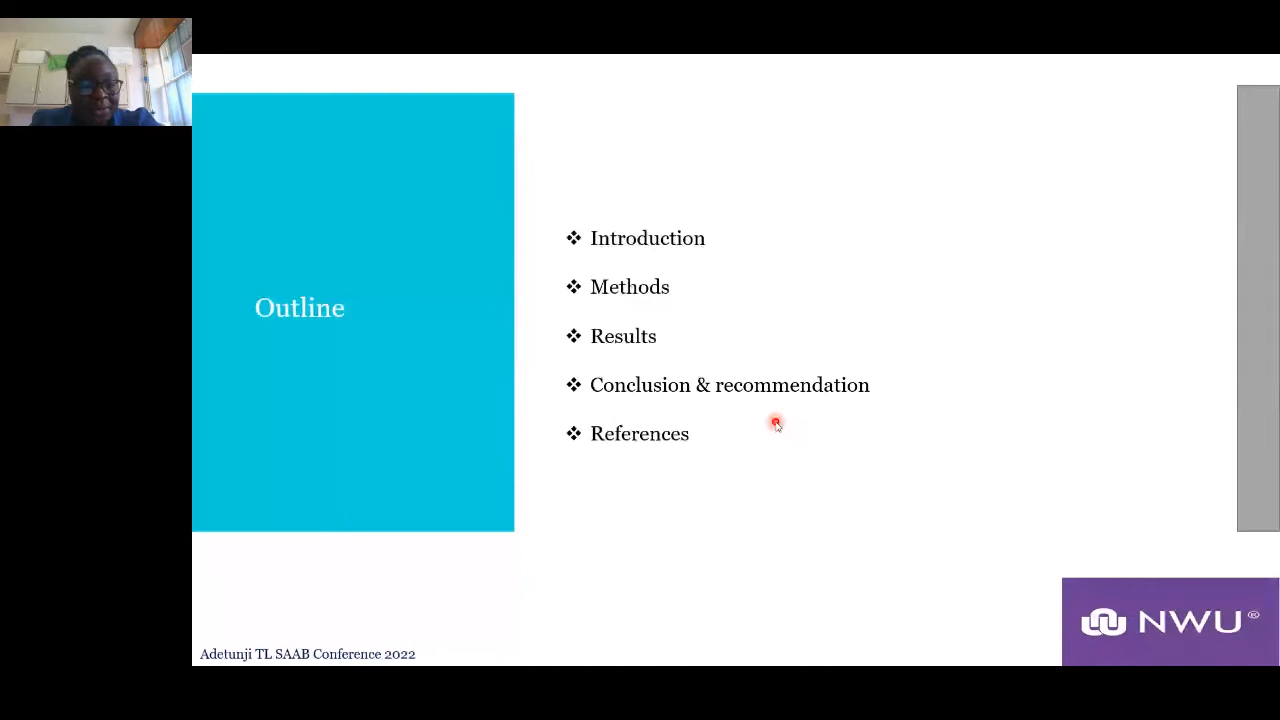 Outline
❖ Introduction
❖ Methods
❖ Results
❖ Conclusion & recommendation
❖ References
Adetunji TL SAAB Conference 2022
NWU®